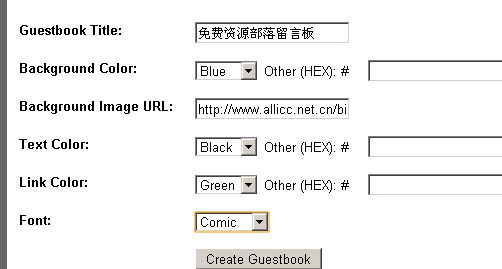 Guestbook Title: 免费资源部落留言板
Background Color: Blue Other (HEX): #
Background Image URL: http://www.allicc.net.cn/bi
Text Color: Black Other (HEX): #
Link Color: Green Other (HEX): #
Font: Comic
Create Guestbook